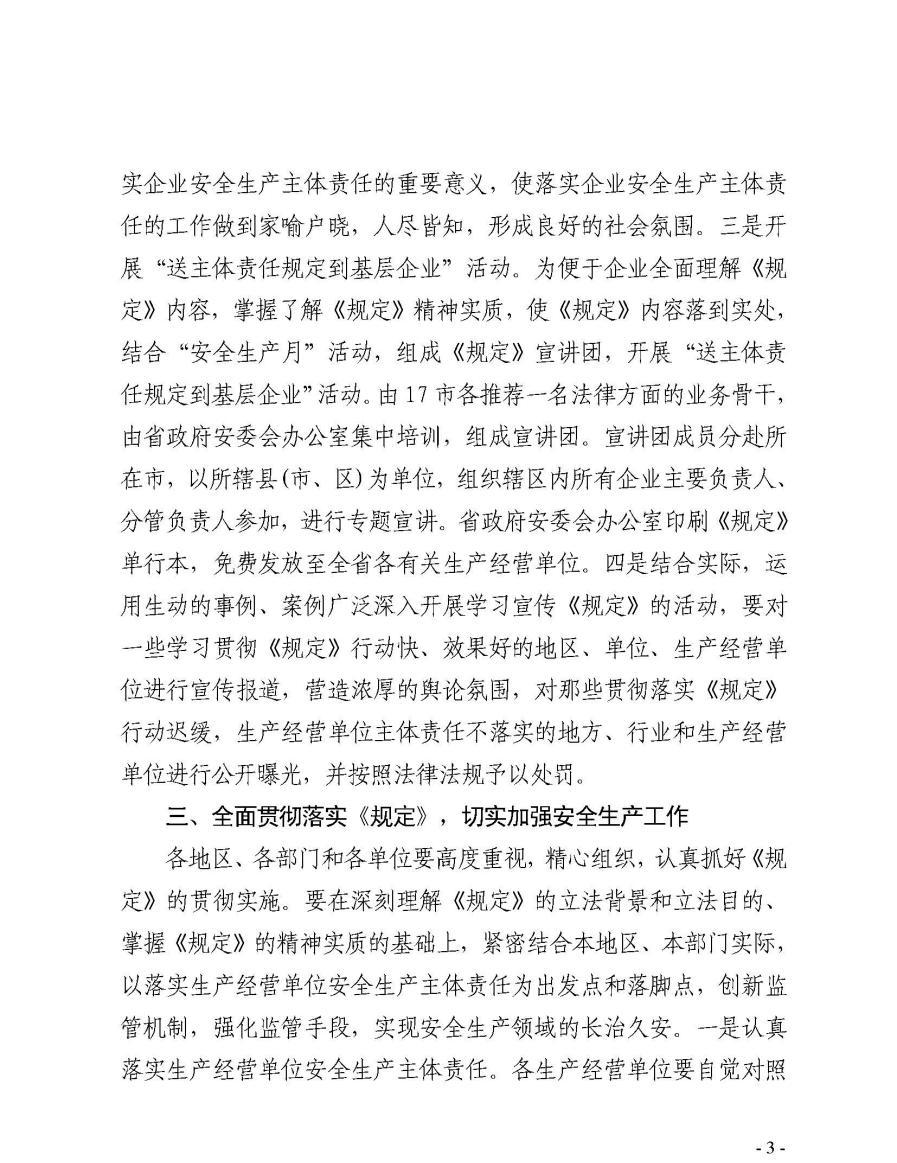 实企业安全生产主体责任的重要意义，使落实企业安全生产主体责
任的工作做到家喻户晓，人尽皆知，形成良好的社会氛围。三是开
展“送主体责任规定到基层企业”活动。为便于企业全面理解《规
定》内容，掌握了解《规定》精神实质，使《规定》内容落到实处，
结合“安全生产月”活动，组成《规定》宣讲团，开展“送主体责
任规定到基层企业”活动。由17市各推荐一名法律方面的业务骨干，
由省政府安委会办公室集中培训，组成宣讲团。宣讲团成员分赴所
在市，以所辖县(市、区)为单位，组织辖区内所有企业主要负责人、
分管负责人参加，进行专题宣讲。省政府安委会办公室印刷《规定》
单行本，免费发放至全省各有关生产经营单位。四是结合实际，运
用生动的事例、案例广泛深入开展学习宣传《规定》的活动，要对
一些学习贯彻《规定》行动快、效果好的地区、单位、生产经营单
位进行宣传报道，营造浓厚的舆论氛围，对那些贯彻落实《规定》
行动迟缓，生产经营单位主体责任不落实的地方、行业和生产经营
单位进行公开曝光，并按照法律法规予以处罚。
三、全面贯彻落实《规定》，切实加强安全生产工作
各地区、各部门和各单位要高度重视，精心组织，认真抓好《规
定》的贯彻实施。要在深刻理解《规定》的立法背景和立法目的、
掌握《规定》的精神实质的基础上，紧密结合本地区、本部门实际，
以落实生产经营单位安全生产主体责任为出发点和落脚点，创新监
管机制，强化监管手段，实现安全生产领域的长治久安。一是认真
落实生产经营单位安全生产主体责任。各生产经营单位要自觉对照
- 3 -